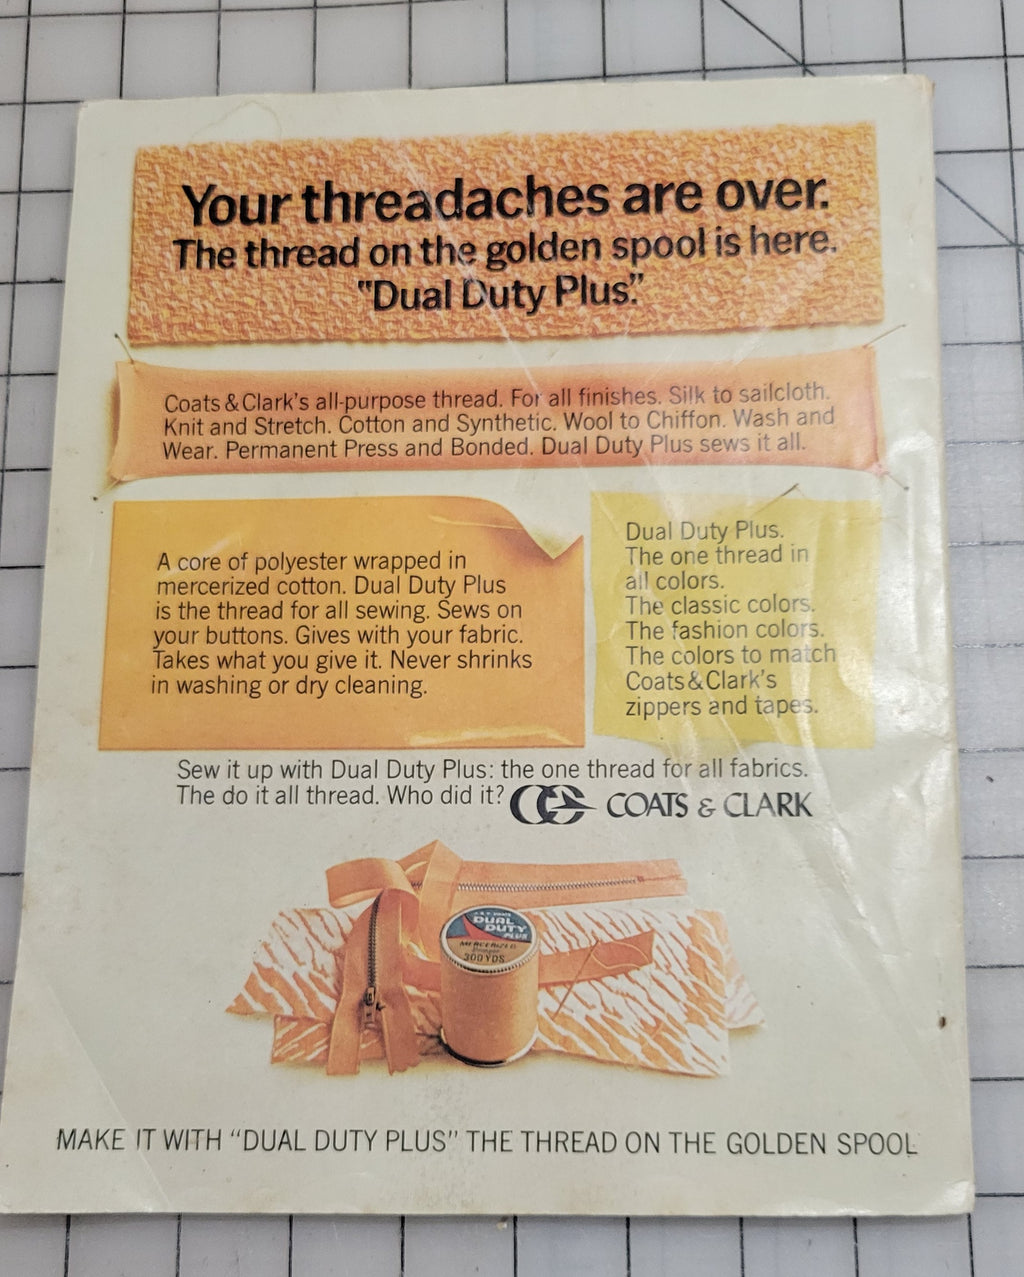 Your threadaches are over.
The thread on the golden spool is here.
"Dual Duty Plus."
Coats & Clark's all-purpose thread. For all finishes. Silk to sailcloth.
Knit and Stretch. Cotton and Synthetic. Wool to Chiffon. Wash and
Wear. Permanent Press and Bonded. Dual Duty Plus sews it all.
A core of polyester wrapped in
mercerized cotton. Dual Duty Plus
is the thread for all sewing. Sews on
your buttons. Gives with your fabric.
Takes what you give it. Never shrinks
in washing or dry cleaning.
Dual Duty Plus.
The one thread in
all colors.
The classic colors.
The fashion colors.
The colors to match
Coats & Clark's
zippers and tapes.
Sew it up with Dual Duty Plus: the one thread for all fabrics.
The do it all thread. Who did it? COATS & CLARK
DUAL
DUTY
PLUS
MERCERIZED
300 YDS
MAKE IT WITH "DUAL DUTY PLUS" THE THREAD ON THE GOLDEN SPOOL